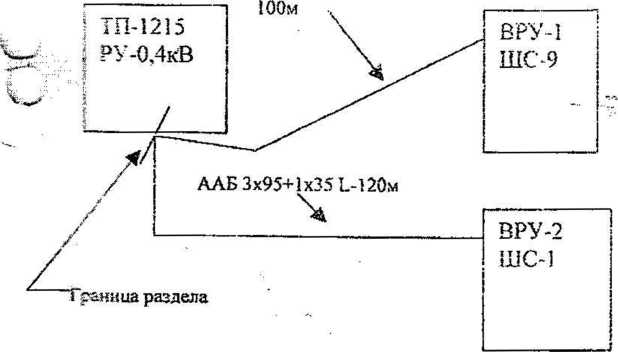 100м
ТП-1215
РУ-0,4кВ
ВРУ-1
ШС-9
ААБ 3х95+1х35 L-120м
ВРУ-2
ШС-1
Граница раздела